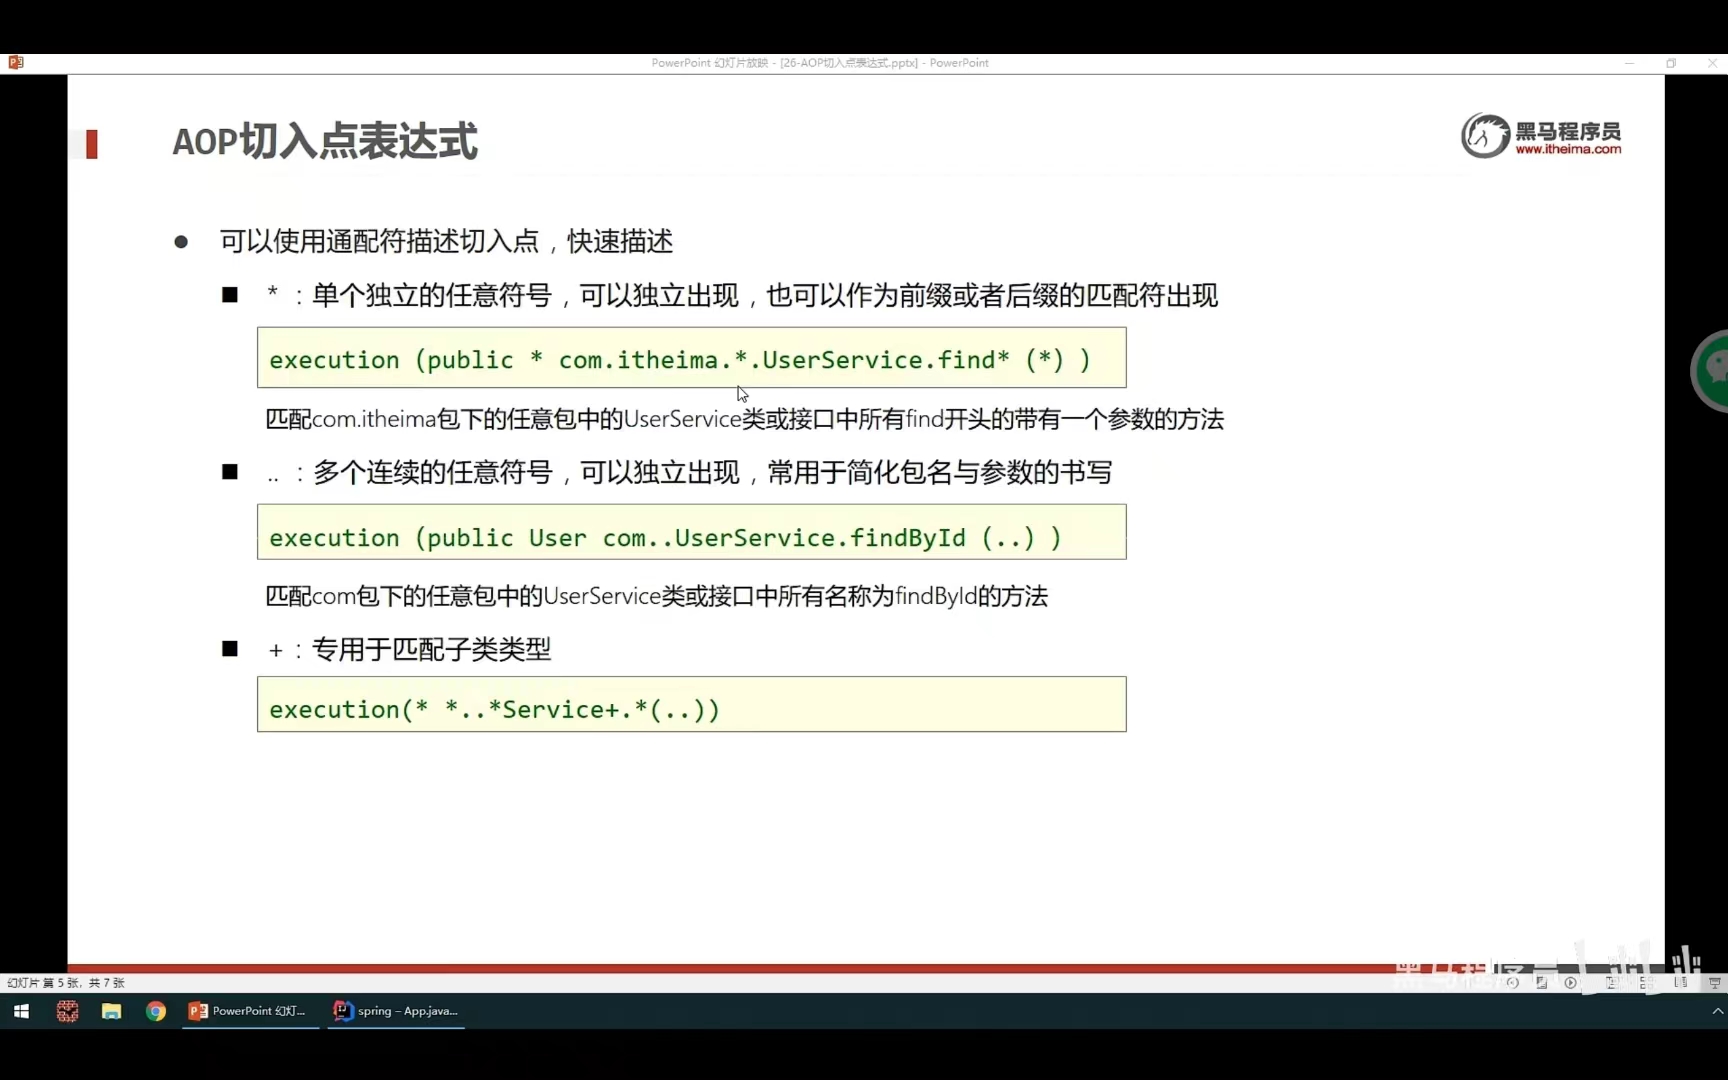 PowerPoint 幻灯片放映 - [26-AOP切入点表达式.pptx] - PowerPoint
AOP切入点表达式
黑马程序员
www.itheima.com
可以使用通配符描述切入点，快速描述
* ：单个独立的任意符号，可以独立出现，也可以作为前缀或者后缀的匹配符出现
execution (public * com.itheima.*.UserService.find* (*) )
匹配com.itheima包下的任意包中的UserService类或接口中所有find开头的带有一个参数的方法
.. ：多个连续的任意符号，可以独立出现，常用于简化包名与参数的书写
execution (public User com..UserService.findById (..) )
匹配com包下的任意包中的UserService类或接口中所有名称为findById的方法
+ ：专用于匹配子类类型
execution(* *..*Service+.*(..))
黑马程序员
幻灯片 第 5 张，共 7 张
PowerPoint 幻灯...
spring – App.java...